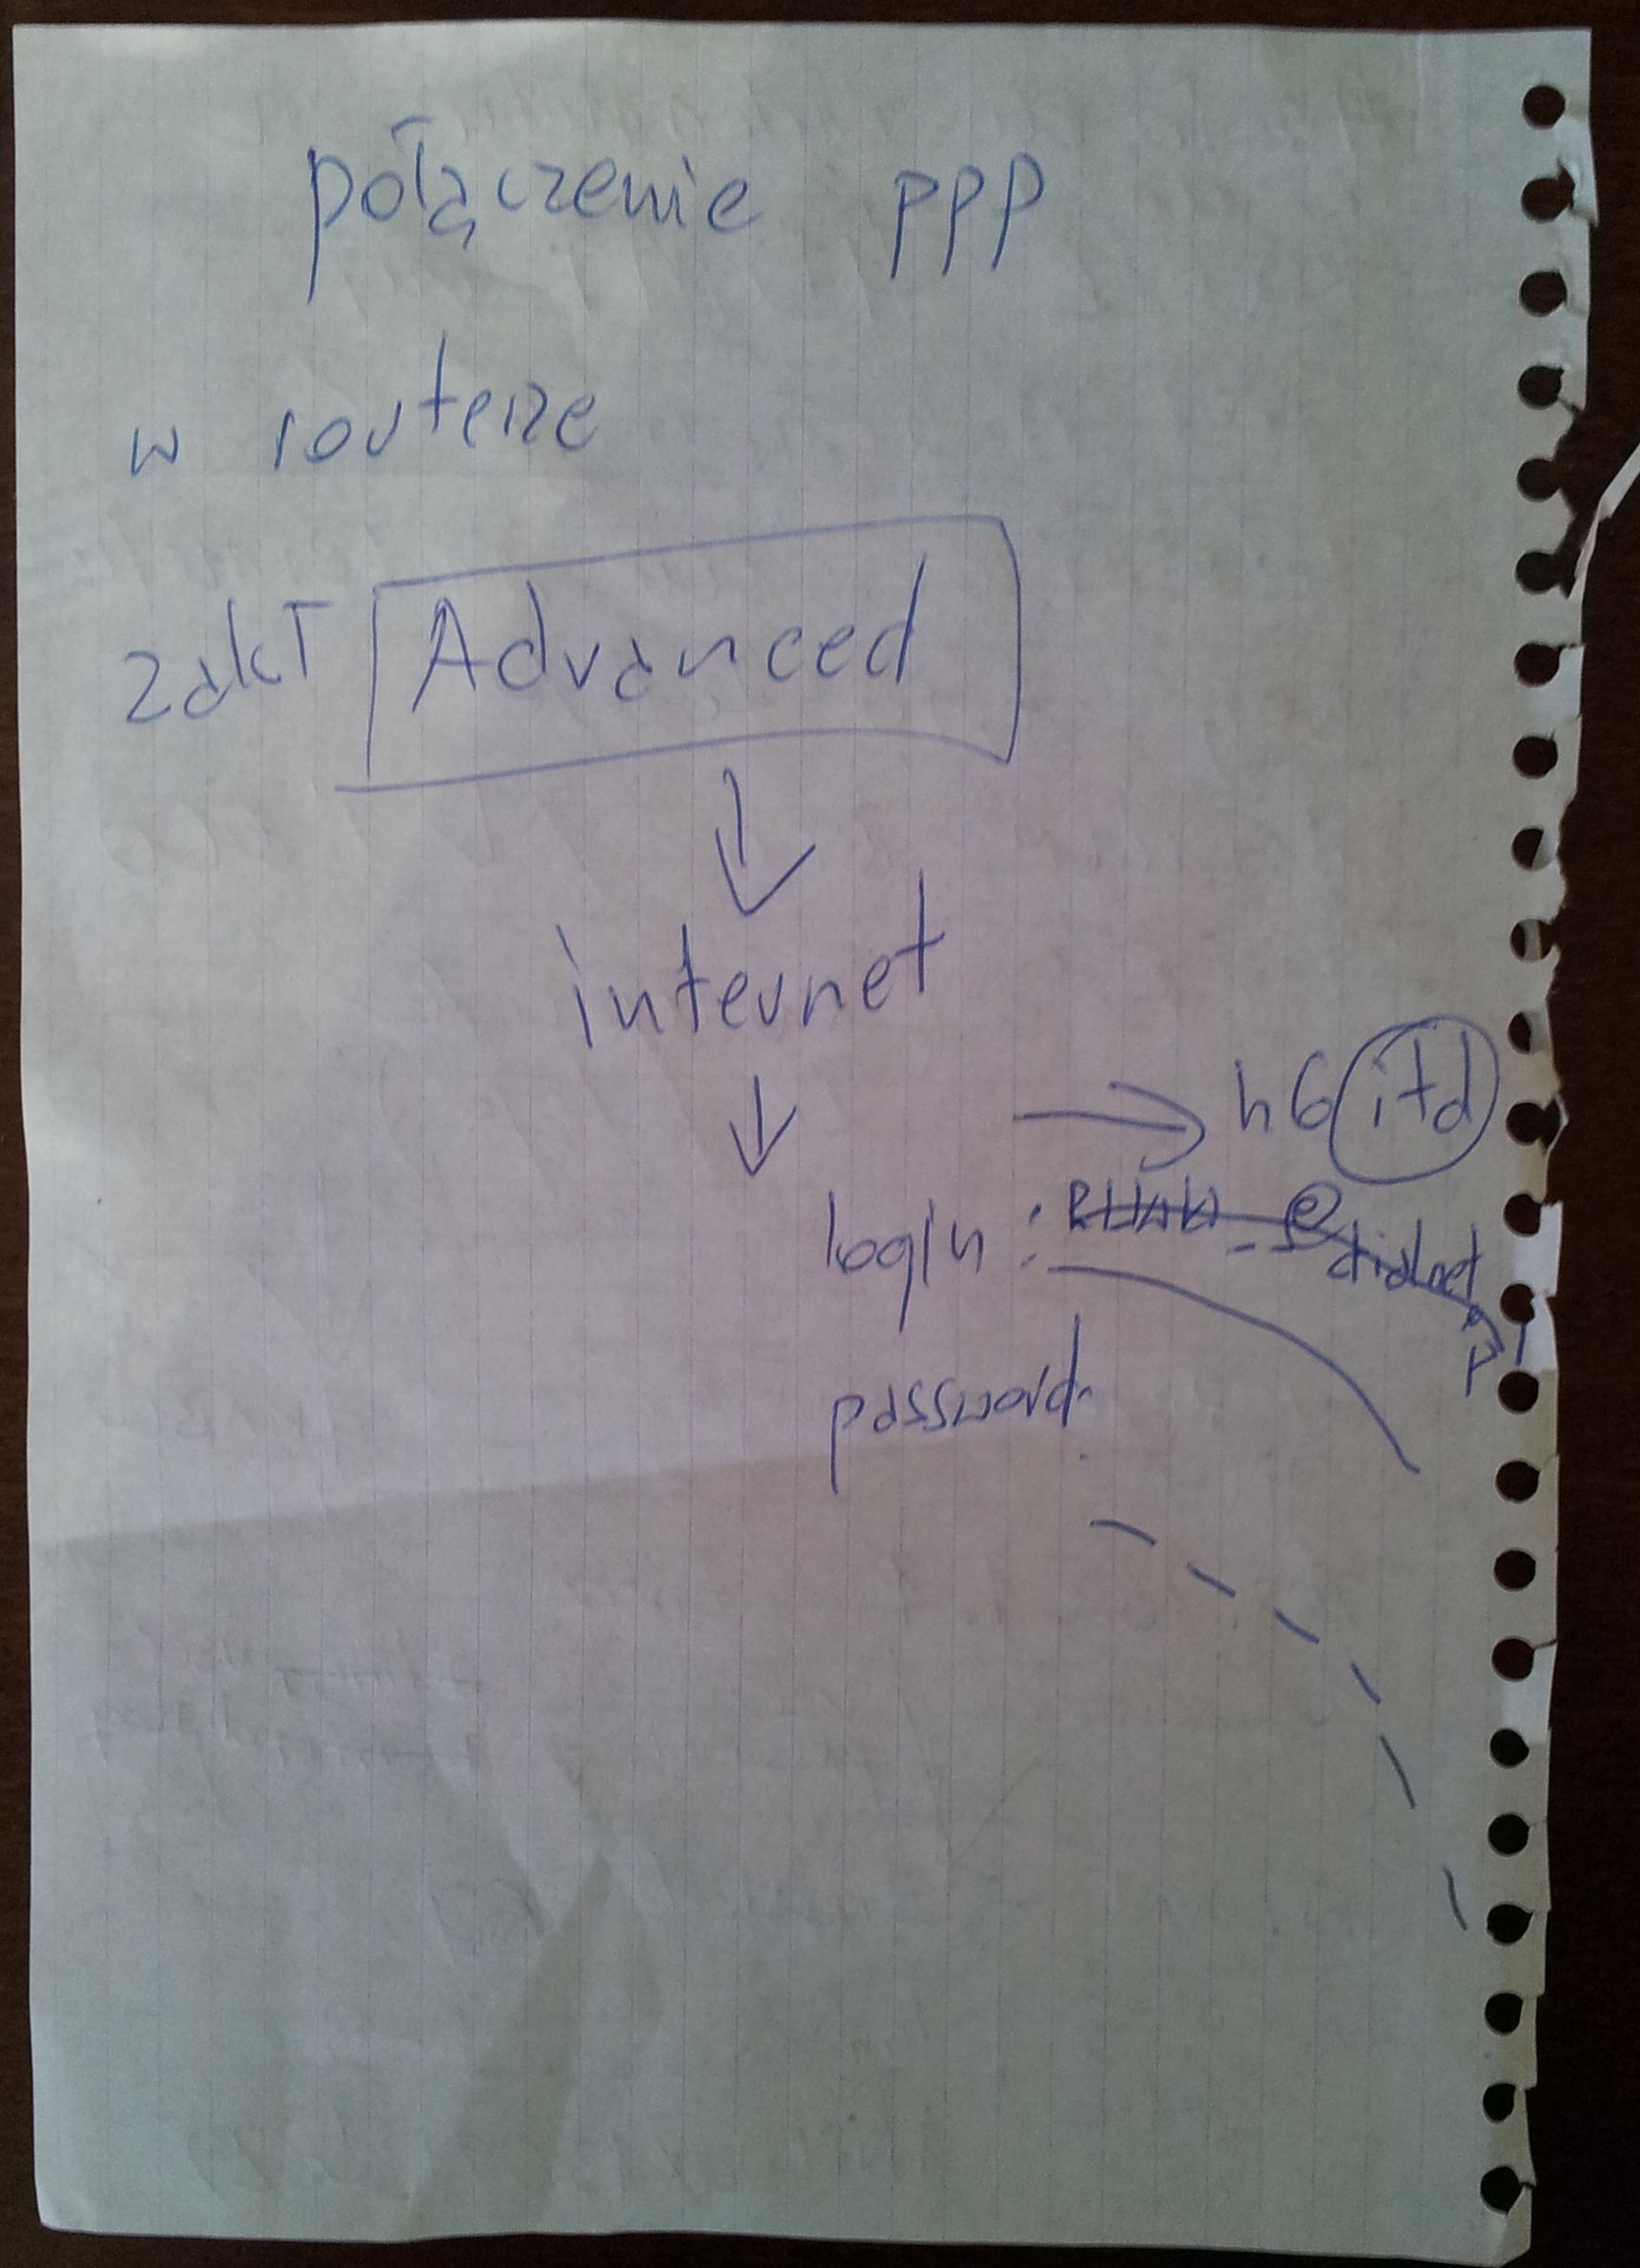 połączenie ppp
w routerze
zakł Advanced
internet
h6 itd
login :
password: